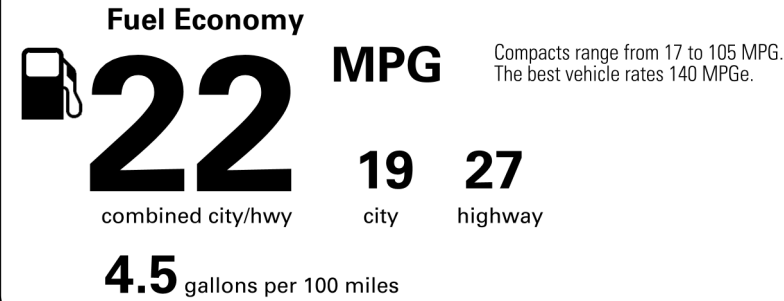 Fuel Economy
22 MPG
Compacts range from 17 to 105 MPG.
The best vehicle rates 140 MPGe.
19 27
combined city/hwy city highway
4.5 gallons per 100 miles